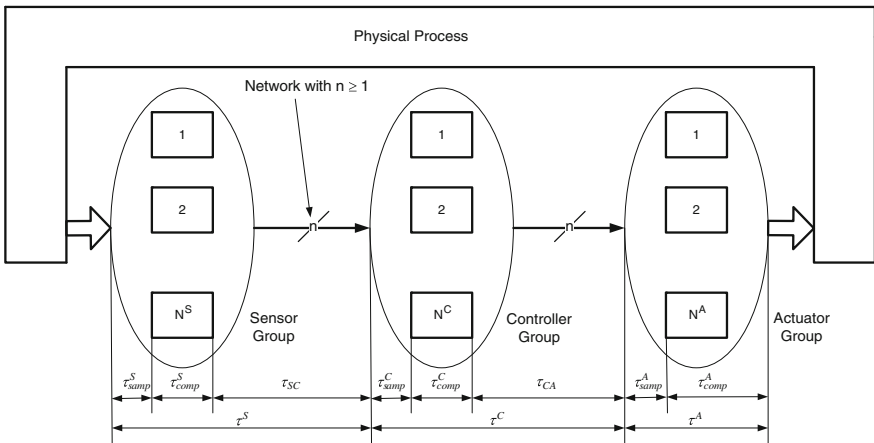 Physical Process
Network with n ≥ 1
1
1
1
2
2
2
n
n
N^S
N^C
N^A
Sensor
Group
Controller
Group
Actuator
Group
τ^S_samp
τ^S_comp
τ_SC
τ^C_samp
τ^C_comp
τ_CA
τ^A_samp
τ^A_comp
τ^S
τ^C
τ^A